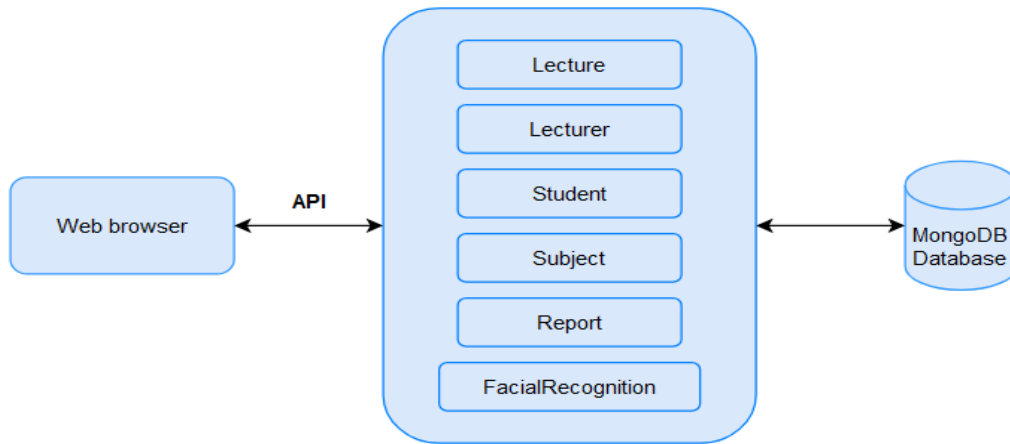 Lecture
Lecturer
Student
Subject
Report
FacialRecognition
Web browser
API
MongoDB
Database